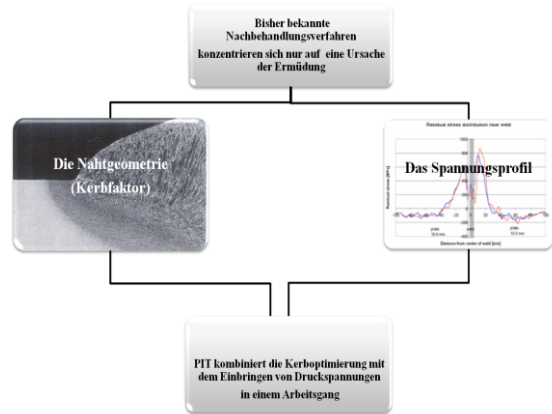 Bisher bekannte
Nachbehandlungsverfahren
konzentrieren sich nur auf eine Ursache
der Ermüdung
Die Nahtgeometrie
(Kerbfaktor)
Residual stress distribution near weld
Das Spannungsprofil
Distance from center of weld [mm]
PIT kombiniert die Kerboptimierung mit
dem Einbringen von Druckspannungen
in einem Arbeitsgang